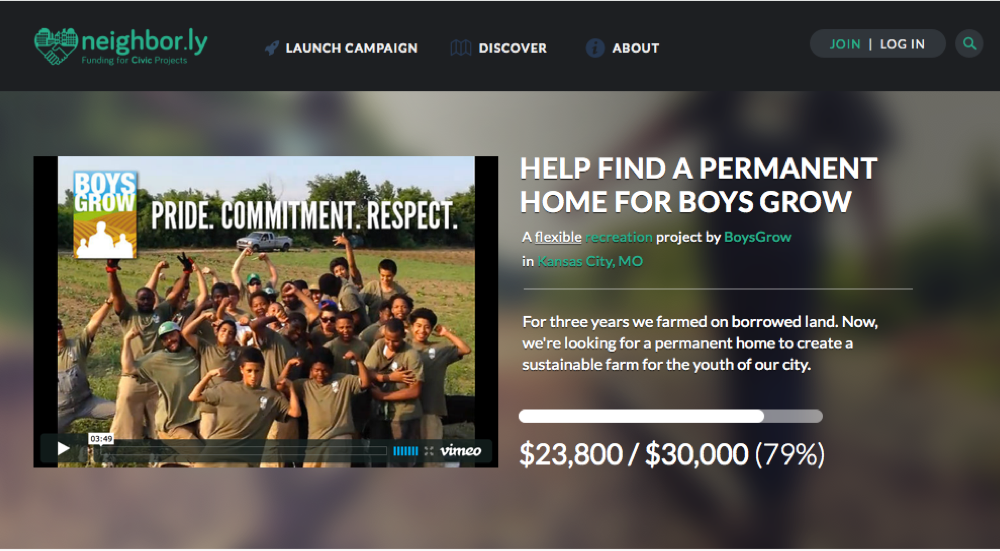 neighbor.ly
Funding for Civic Projects
LAUNCH CAMPAIGN
DISCOVER
ABOUT
JOIN | LOG IN
BOYS
GROW
PRIDE. COMMITMENT. RESPECT.
03:49
vimeo
HELP FIND A PERMANENT
HOME FOR BOYS GROW
A flexible recreation project by BoysGrow
in Kansas City, MO
For three years we farmed on borrowed land. Now,
we're looking for a permanent home to create a
sustainable farm for the youth of our city.
$23,800 / $30,000 (79%)